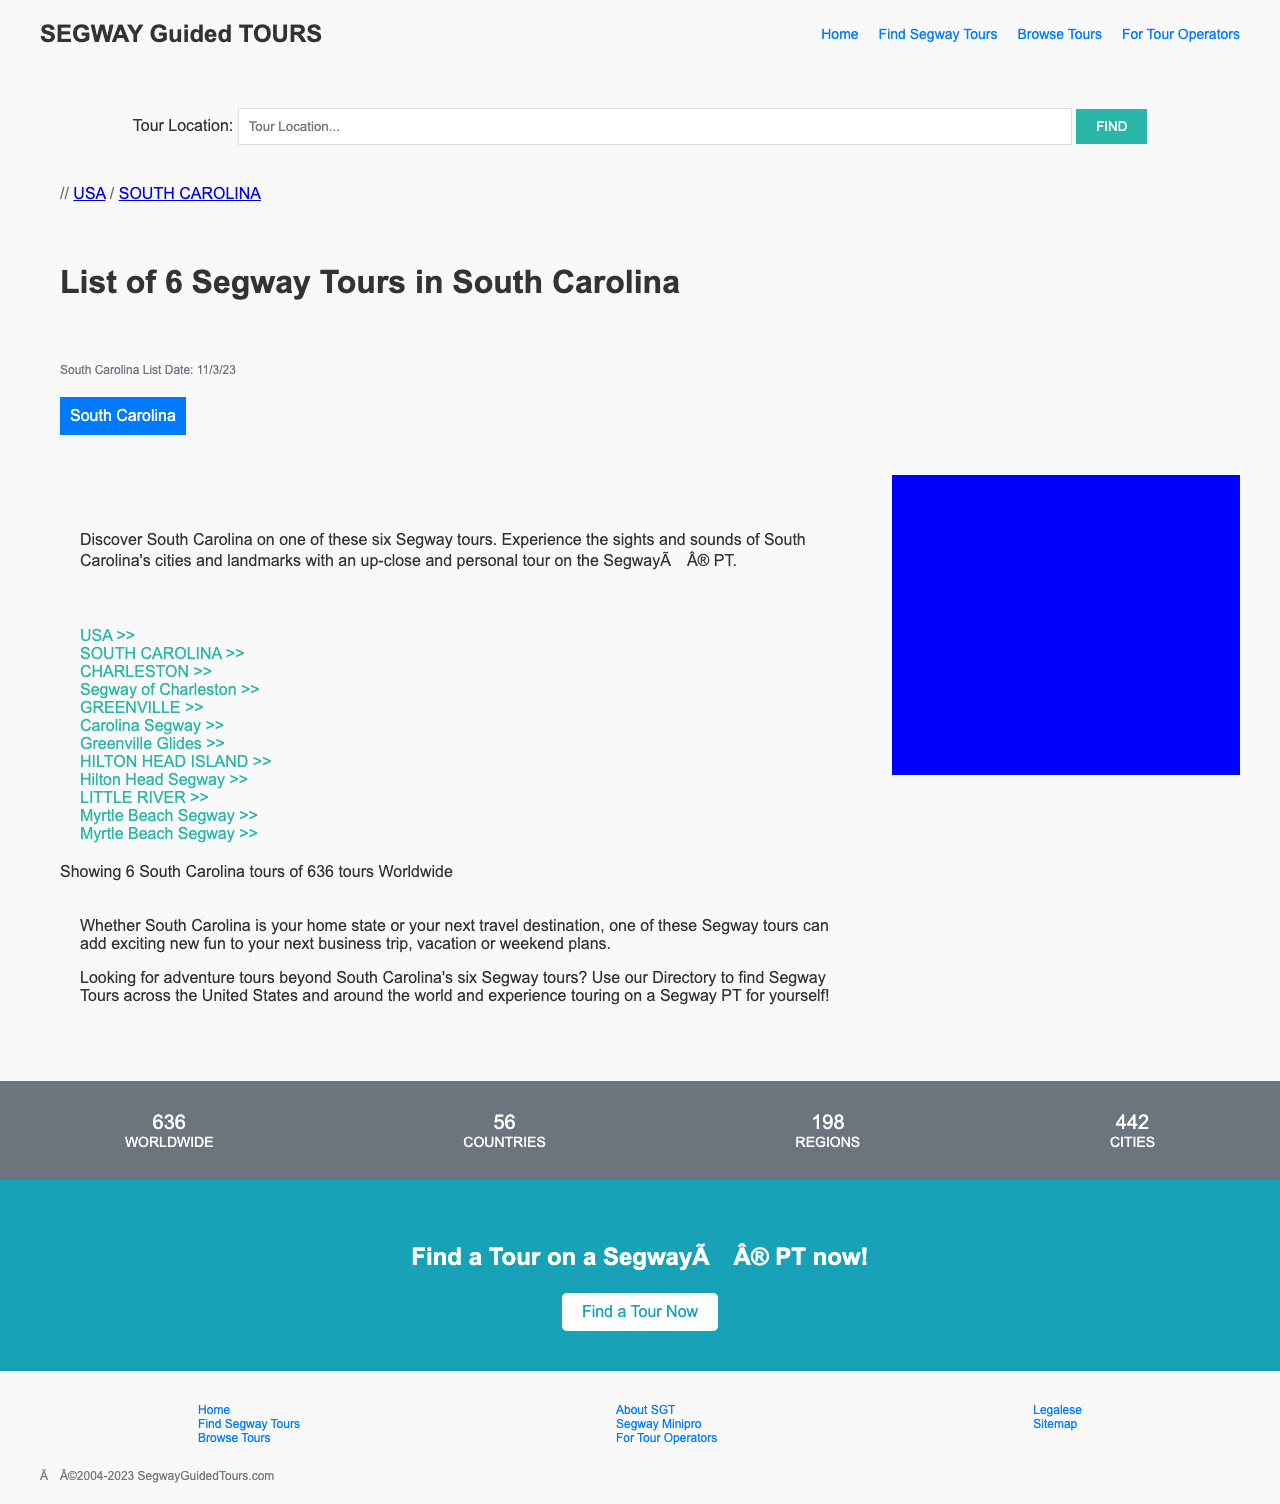 SEGWAY Guided TOURS
Home Find Segway Tours Browse Tours For Tour Operators
Tour Location: Tour Location... FIND
// USA / SOUTH CAROLINA
List of 6 Segway Tours in South Carolina
South Carolina List Date: 11/3/23
South Carolina
Discover South Carolina on one of these six Segway tours. Experience the sights and sounds of South
Carolina's cities and landmarks with an up-close and personal tour on the SegwayÃ Â® PT.
USA >>
SOUTH CAROLINA >>
CHARLESTON >>
Segway of Charleston >>
GREENVILLE >>
Carolina Segway >>
Greenville Glides >>
HILTON HEAD ISLAND >>
Hilton Head Segway >>
LITTLE RIVER >>
Myrtle Beach Segway >>
Myrtle Beach Segway >>
Showing 6 South Carolina tours of 636 tours Worldwide
Whether South Carolina is your home state or your next travel destination, one of these Segway tours can
add exciting new fun to your next business trip, vacation or weekend plans.
Looking for adventure tours beyond South Carolina's six Segway tours? Use our Directory to find Segway
Tours across the United States and around the world and experience touring on a Segway PT for yourself!
636 56 198 442
WORLDWIDE COUNTRIES REGIONS CITIES
Find a Tour on a SegwayÃ Â® PT now!
Find a Tour Now
Home About SGT Legalese
Find Segway Tours Segway Minipro Sitemap
Browse Tours For Tour Operators
Ã Â©2004-2023 SegwayGuidedTours.com